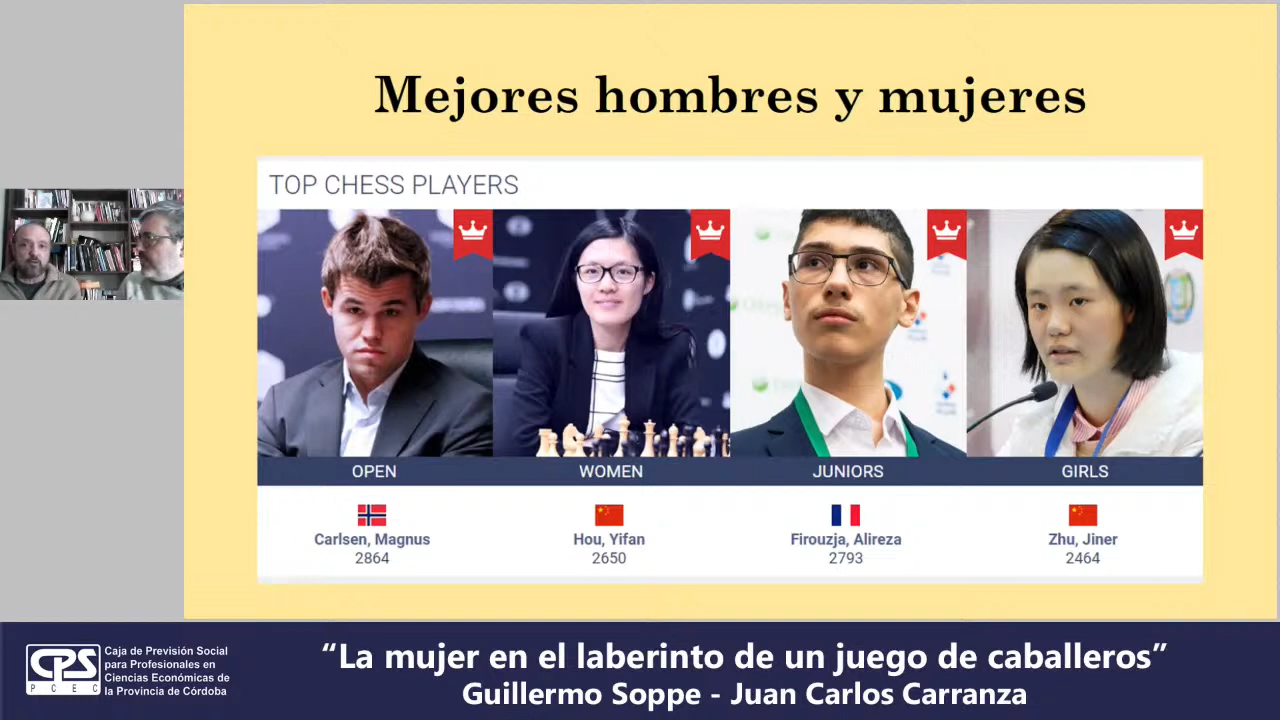 Mejores hombres y mujeres
TOP CHESS PLAYERS
OPEN
WOMEN
JUNIORS
GIRLS
Carlsen, Magnus
2864
Hou, Yifan
2650
Firouzja, Alireza
2793
Zhu, Jiner
2464
CPS
PCEC
Caja de Previsión Social
para Profesionales en
Ciencias Económicas de
la Provincia de Córdoba
“La mujer en el laberinto de un juego de caballeros”
Guillermo Soppe - Juan Carlos Carranza